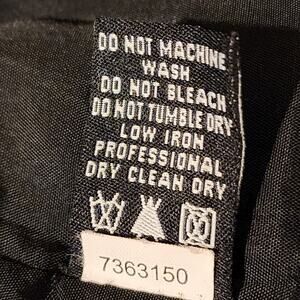 DO NOT MACHINE
WASH
DO NOT BLEACH
DO NOT TUMBLE DRY
LOW IRON
PROFESSIONAL
DRY CLEAN DRY
7363150